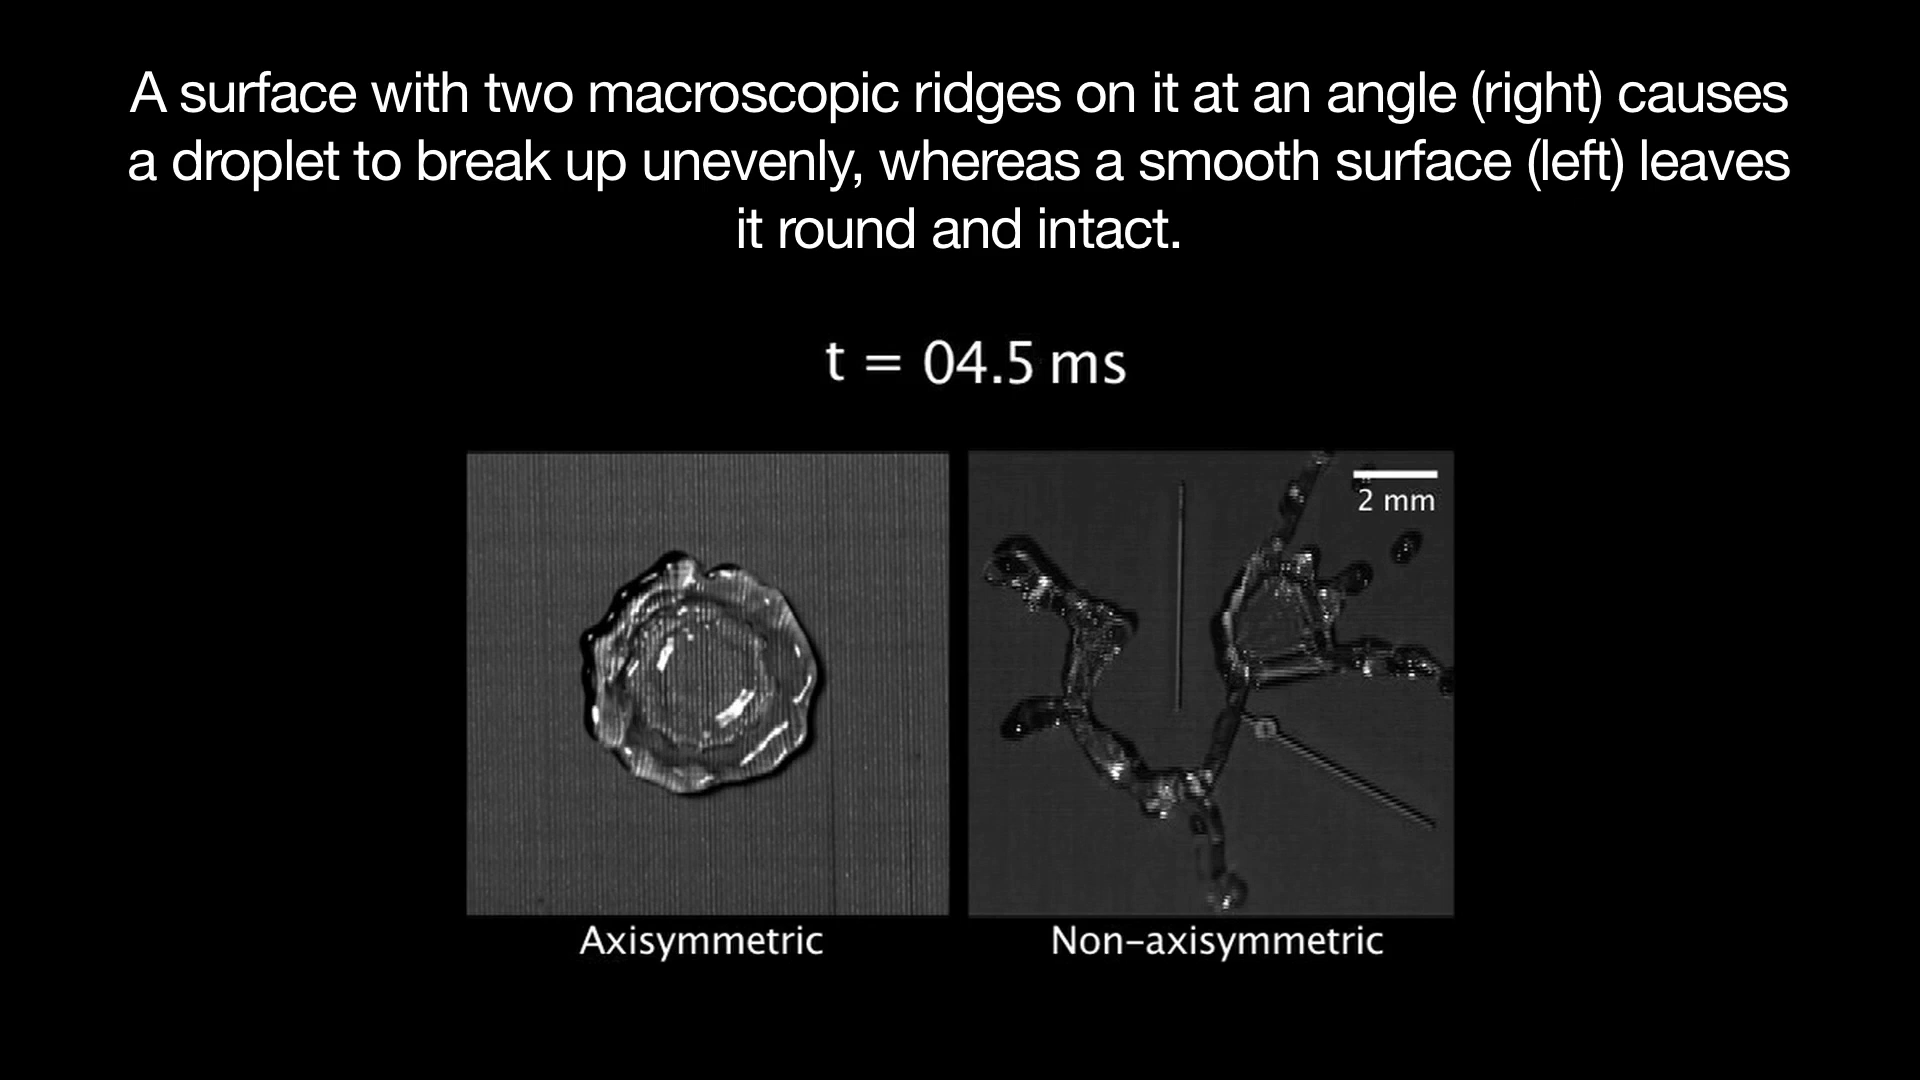 A surface with two macroscopic ridges on it at an angle (right) causes
a droplet to break up unevenly, whereas a smooth surface (left) leaves
it round and intact.
t = 04.5 ms
2 mm
Axisymmetric
Non-axisymmetric